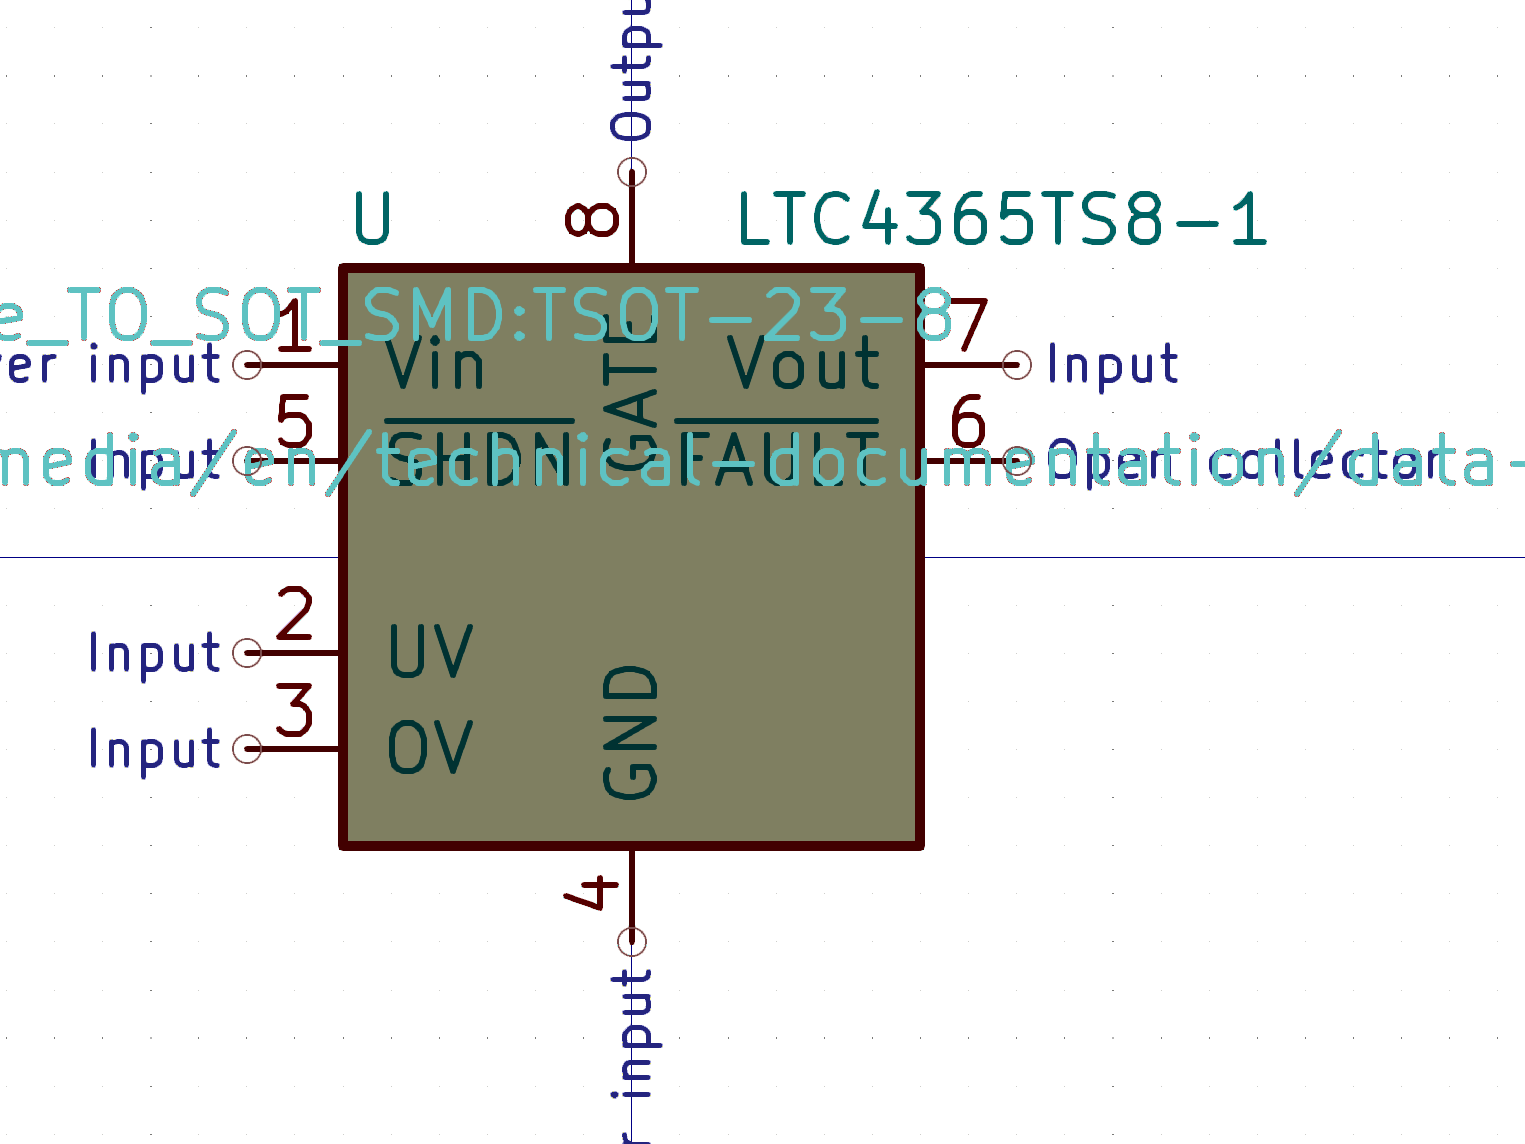 Outpu
8
U
LTC4365TS8-1
e_TO_SOT_SMD:TSOT-23-8
1
7
er input
Vin
GATE
Vout
Input
5
6
Input
SHDN
FAULT
Open collector
media/en/technical-documentation/data-
2
Input
UV
3
Input
OV
GND
4
r input